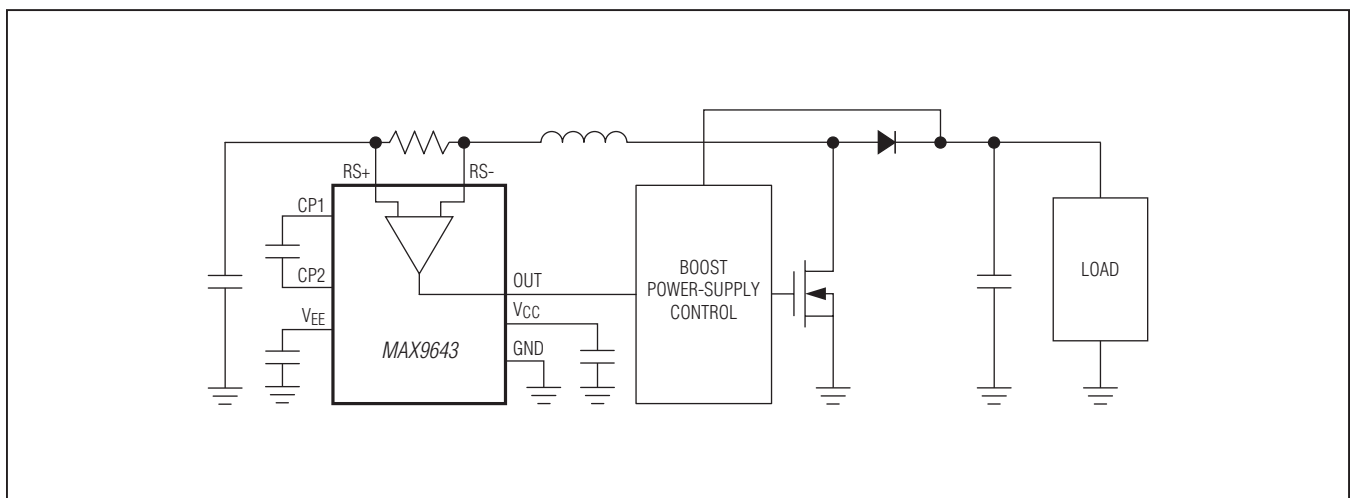 RS+
RS-
CP1
CP2
VEE
OUT
VCC
GND
MAX9643
BOOST
POWER-SUPPLY
CONTROL
LOAD